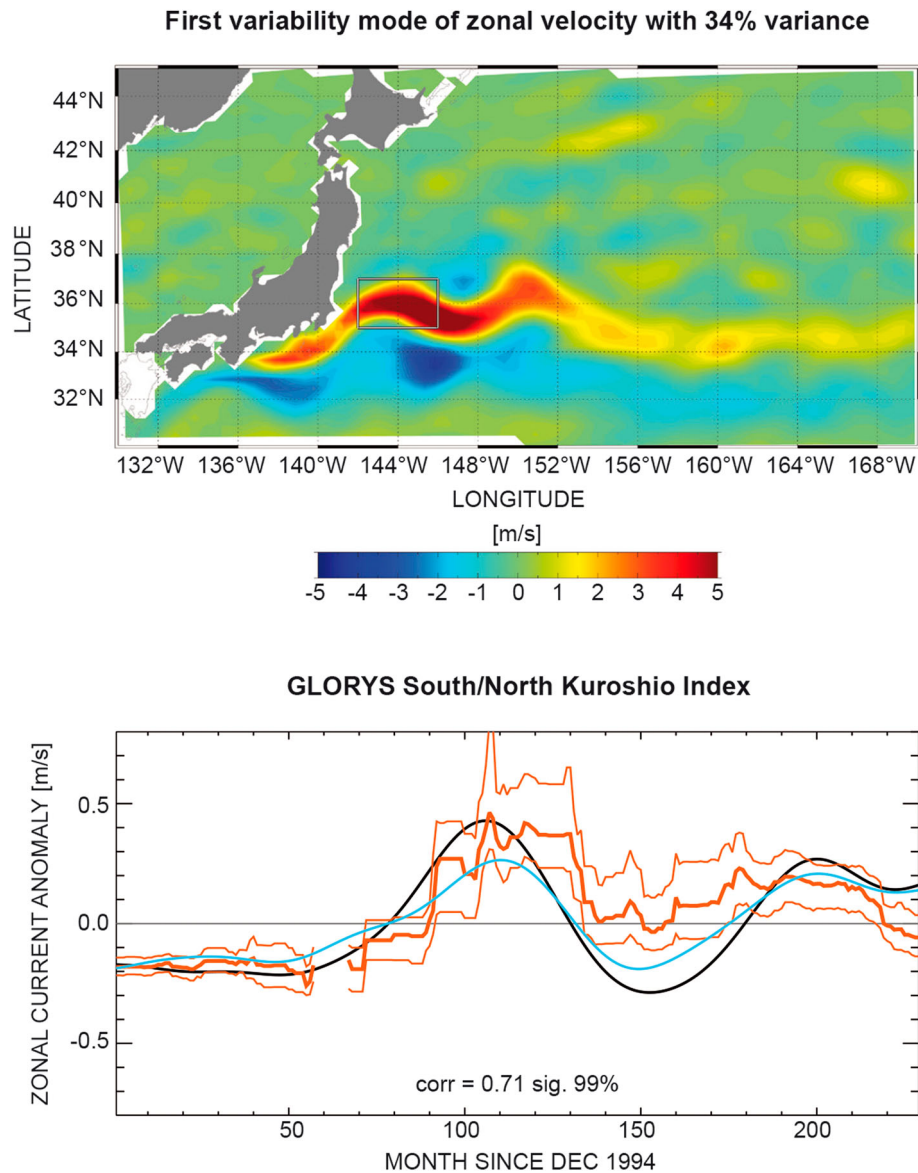 First variability mode of zonal velocity with 34% variance
44°N
42°N
40°N
38°N
36°N
34°N
32°N
LATITUDE
132°W 136°W 140°W 144°W 148°W 152°W 156°W 160°W 164°W 168°W
LONGITUDE
[m/s]
-5 -4 -3 -2 -1 0 1 2 3 4 5
GLORYS South/North Kuroshio Index
ZONAL CURRENT ANOMALY [m/s]
0.5
0.0
-0.5
corr = 0.71 sig. 99%
50 100 150 200
MONTH SINCE DEC 1994